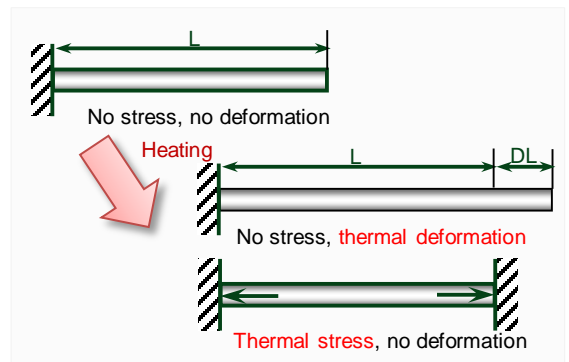 L
No stress, no deformation
Heating
L DL
No stress, thermal deformation
Thermal stress, no deformation